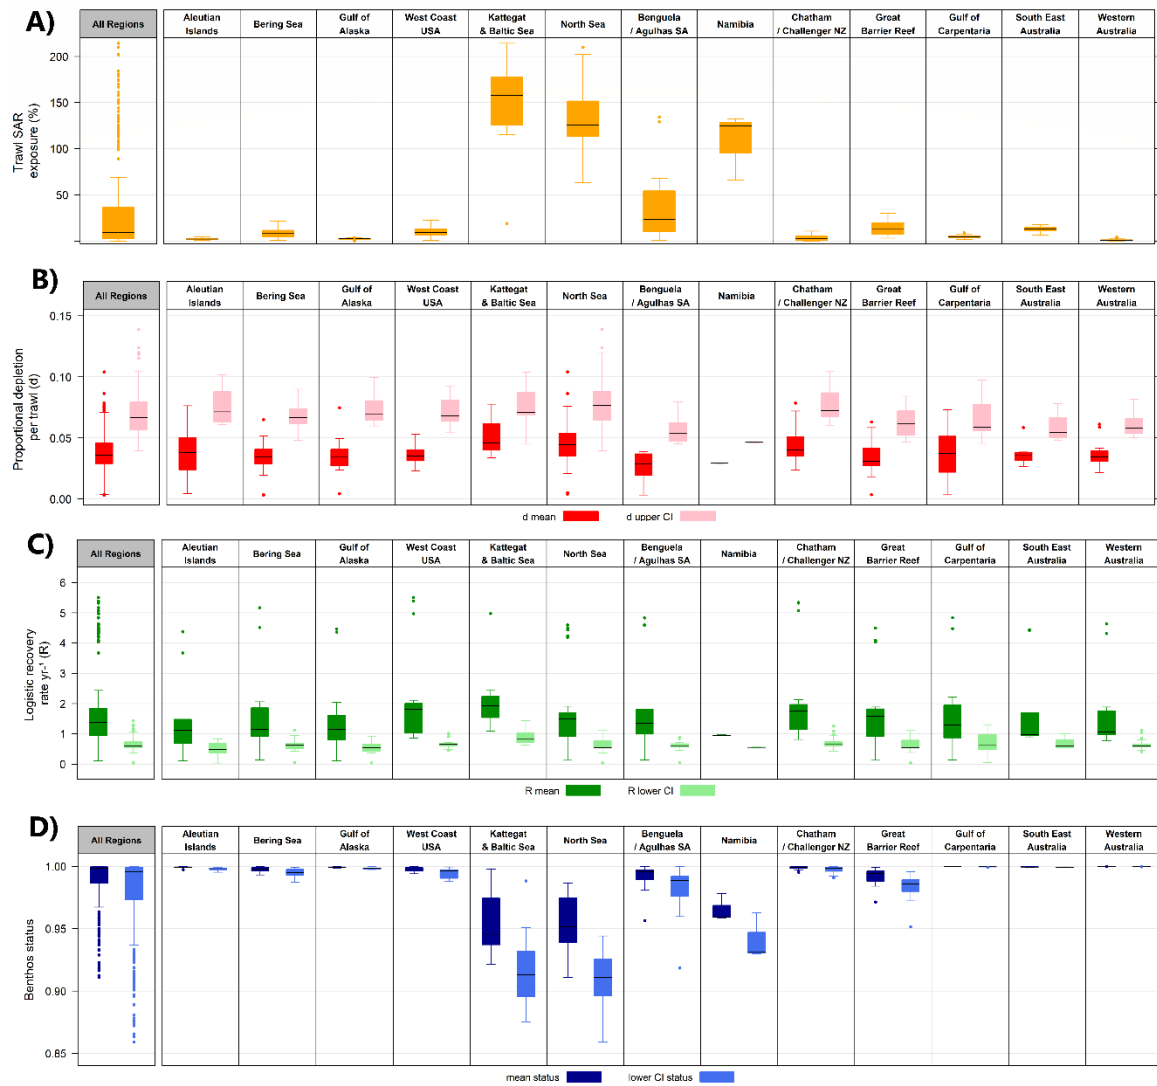 A)
All Regions
Aleutian
Islands
Bering Sea
Gulf of
Alaska
West Coast
USA
Kattegat
& Baltic Sea
North Sea
Benguela
/ Agulhas SA
Namibia
Chatham
/ Challenger NZ
Great
Barrier Reef
Gulf of
Carpentaria
South East
Australia
Western
Australia
Trawl SAR
exposure (%)
200
150
100
50
B)
All Regions
Aleutian
Islands
Bering Sea
Gulf of
Alaska
West Coast
USA
Kattegat
& Baltic Sea
North Sea
Benguela
/ Agulhas SA
Namibia
Chatham
/ Challenger NZ
Great
Barrier Reef
Gulf of
Carpentaria
South East
Australia
Western
Australia
Proportional depletion
per trawl (d)
0.15
0.10
0.05
0.00
d mean
d upper CI
C)
All Regions
Aleutian
Islands
Bering Sea
Gulf of
Alaska
West Coast
USA
Kattegat
& Baltic Sea
North Sea
Benguela
/ Agulhas SA
Namibia
Chatham
/ Challenger NZ
Great
Barrier Reef
Gulf of
Carpentaria
South East
Australia
Western
Australia
Logistic recovery
rate yr-¹ (R)
6
5
4
3
2
1
0
R mean
R lower CI
D)
All Regions
Aleutian
Islands
Bering Sea
Gulf of
Alaska
West Coast
USA
Kattegat
& Baltic Sea
North Sea
Benguela
/ Agulhas SA
Namibia
Chatham
/ Challenger NZ
Great
Barrier Reef
Gulf of
Carpentaria
South East
Australia
Western
Australia
Benthos status
1.00
0.95
0.90
0.85
mean status
lower CI status